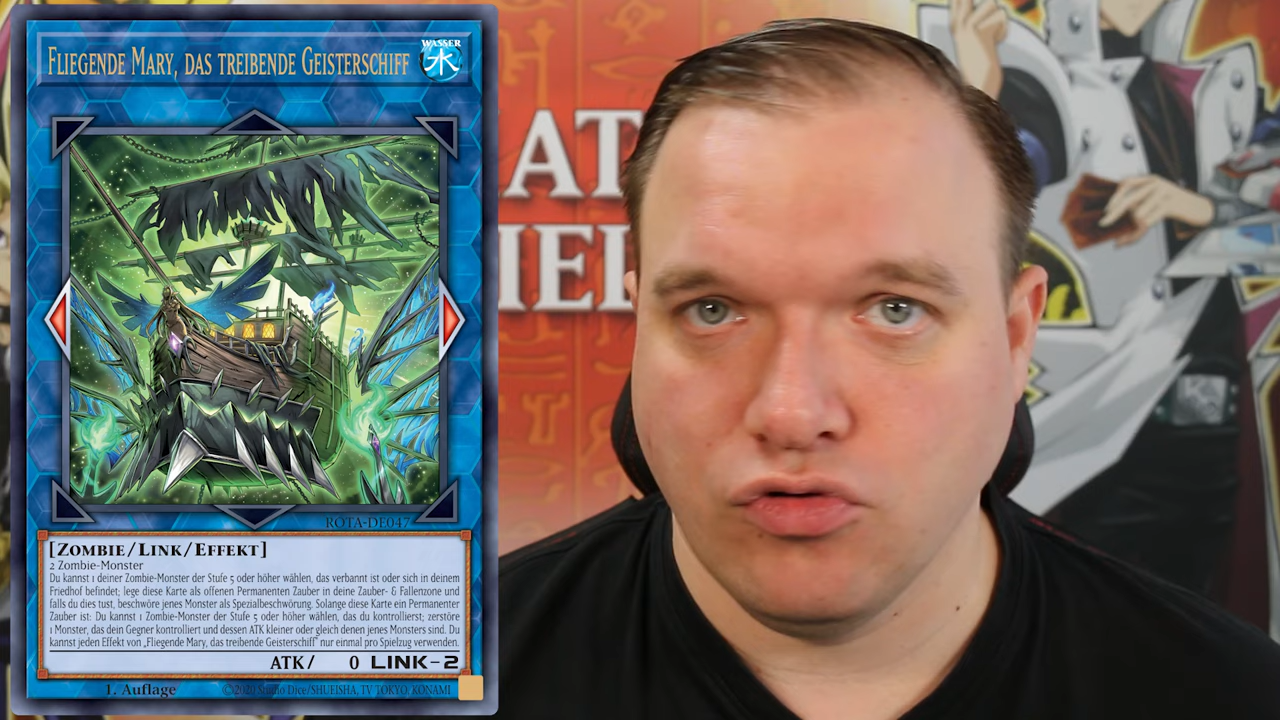 FLIEGENDE MARY, DAS TREIBENDE GEISTERSCHIFF
WASSER
水
AT
IEL
ROTA-DE047
[ZOMBIE/LINK/EFFEKT]
2 Zombie-Monster
Du kannst 1 deiner Zombie-Monster der Stufe 5 oder höher wählen, das verbannt ist oder sich in deinem
Friedhof befindet; lege diese Karte als offenen Permanenten Zauber in deine Zauber- & Fallenzone und
falls du dies tust, beschwöre jenes Monster als Spezialbeschwörung. Solange diese Karte ein Permanenter
Zauber ist: Du kannst 1 Zombie-Monster der Stufe 5 oder höher wählen, das du kontrollierst; zerstöre
1 Monster, das dein Gegner kontrolliert und dessen ATK kleiner oder gleich denen jenes Monsters sind. Du
kannst jeden Effekt von „Fliegende Mary, das treibende Geisterschiff" nur einmal pro Spielzug verwenden.
ATK/ 0 LINK-2
1. Auflage
©2020 Studio Dice/SHUEISHA, TV TOKYO, KONAMI